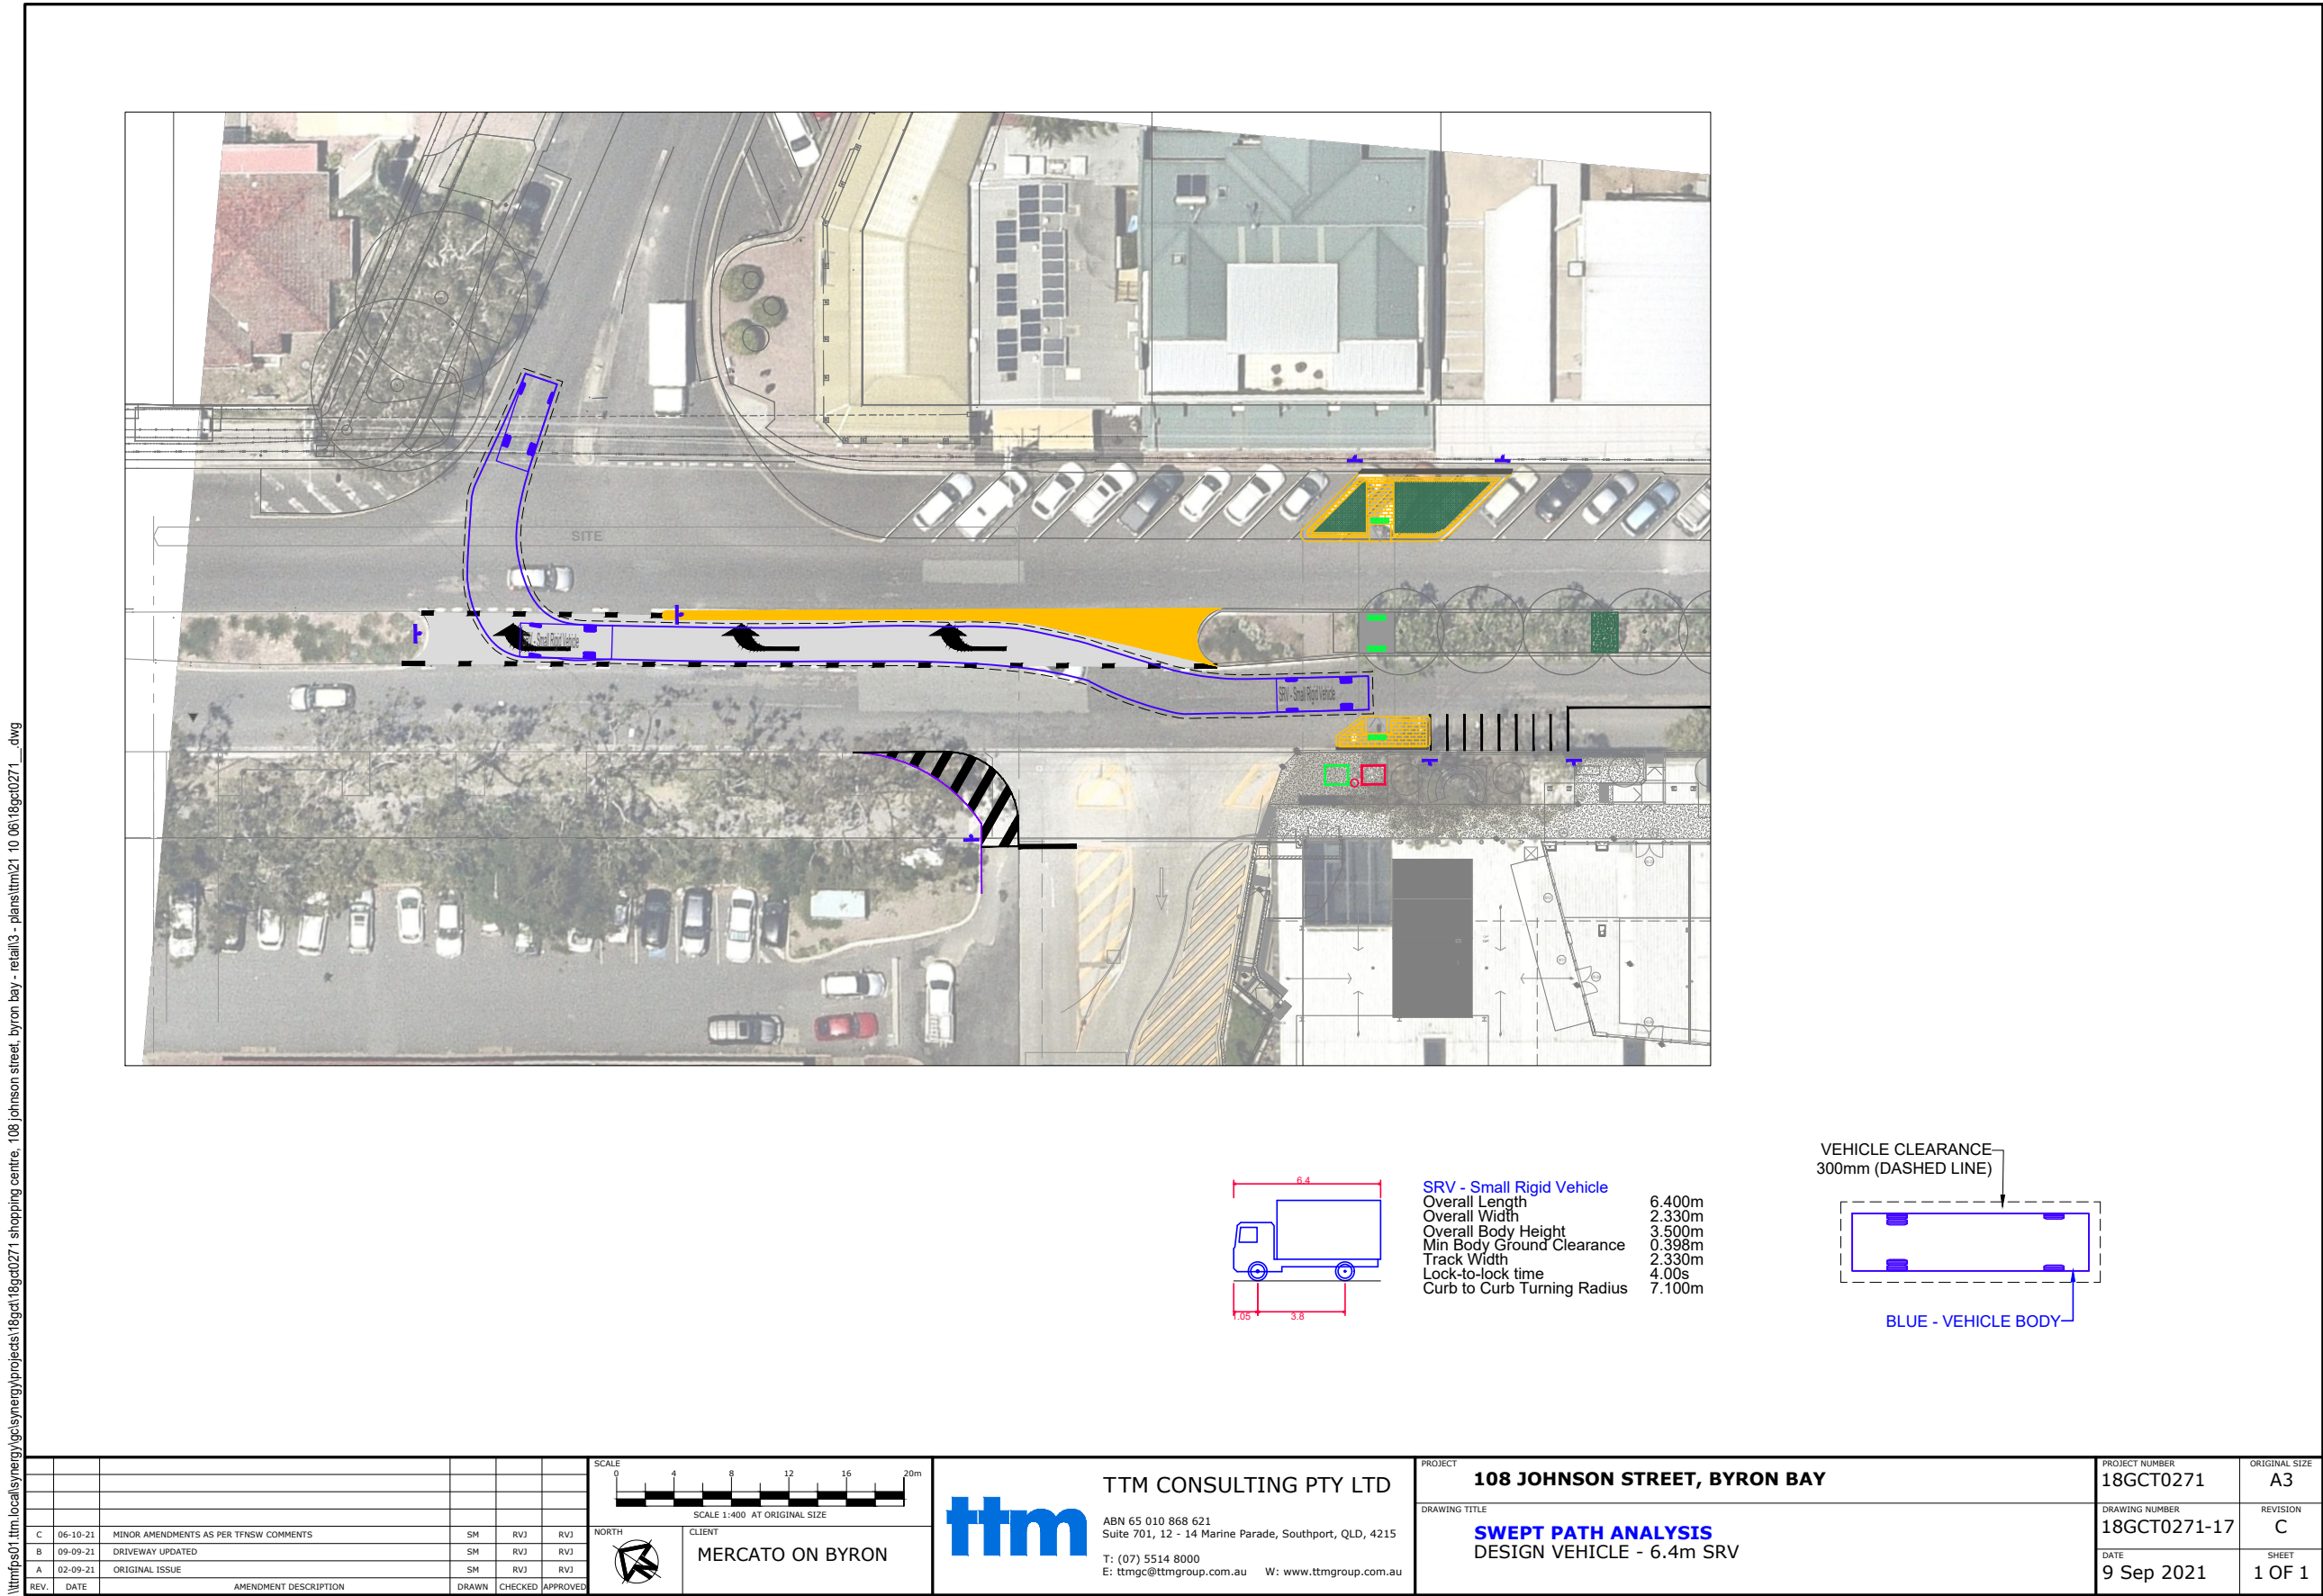 \\ttmfps01.ttm.local\synergy\gc\synergy\projects\18gct\18gct0271 shopping centre, 108 johnson street, byron bay - retail\3 - plans\ttm\21 10 06\18gct0271__.dwg
SITE
SRV - Small Rigid Vehicle
SRV - Small Rigid Vehicle
6.4
1.05
3.8
SRV - Small Rigid Vehicle
Overall Length 6.400m
Overall Width 2.330m
Overall Body Height 3.500m
Min Body Ground Clearance 0.398m
Track Width 2.330m
Lock-to-lock time 4.00s
Curb to Curb Turning Radius 7.100m
VEHICLE CLEARANCE
300mm (DASHED LINE)
BLUE - VEHICLE BODY
C 06-10-21 MINOR AMENDMENTS AS PER TFNSW COMMENTS SM RVJ RVJ
B 09-09-21 DRIVEWAY UPDATED SM RVJ RVJ
A 02-09-21 ORIGINAL ISSUE SM RVJ RVJ
REV. DATE AMENDMENT DESCRIPTION DRAWN CHECKED APPROVED
SCALE
0 4 8 12 16 20m
SCALE 1:400 AT ORIGINAL SIZE
NORTH
CLIENT
MERCATO ON BYRON
ttm
TTM CONSULTING PTY LTD
ABN 65 010 868 621
Suite 701, 12 - 14 Marine Parade, Southport, QLD, 4215
T: (07) 5514 8000
E: ttmgc@ttmgroup.com.au W: www.ttmgroup.com.au
PROJECT
108 JOHNSON STREET, BYRON BAY
DRAWING TITLE
SWEPT PATH ANALYSIS
DESIGN VEHICLE - 6.4m SRV
PROJECT NUMBER
18GCT0271
ORIGINAL SIZE
A3
DRAWING NUMBER
18GCT0271-17
REVISION
C
DATE
9 Sep 2021
SHEET
1 OF 1